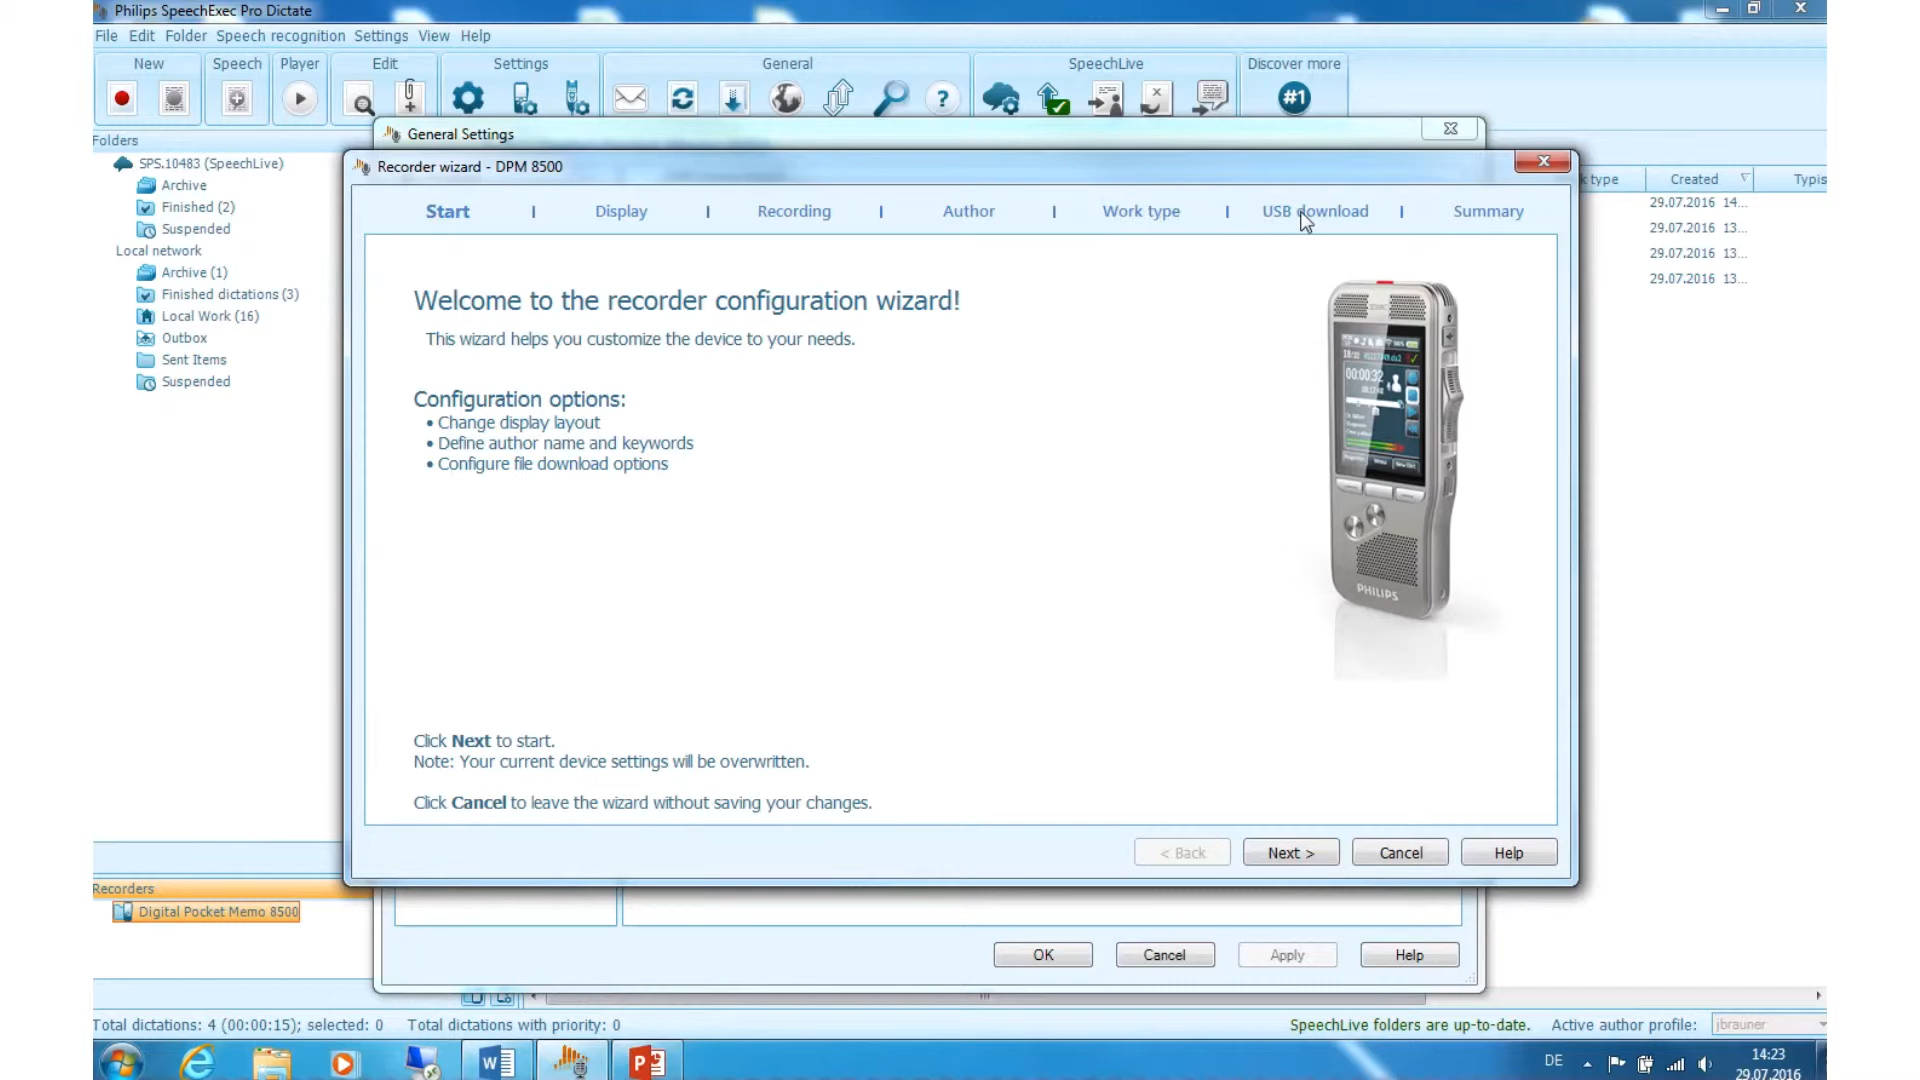 Philips SpeechExec Pro Dictate
File Edit Folder Speech recognition Settings View Help
New Speech Player Edit Settings General SpeechLive Discover more
? #1
Folders
SPS.10483 (SpeechLive)
Archive
Finished (2)
Suspended
Local network
Archive (1)
Finished dictations (3)
Local Work (16)
Outbox
Sent Items
Suspended
General Settings
Recorder wizard - DPM 8500
k type Created Typis
29.07.2016 14...
29.07.2016 13...
29.07.2016 13...
29.07.2016 13...
Start | Display | Recording | Author | Work type | USB download | Summary
Welcome to the recorder configuration wizard!
This wizard helps you customize the device to your needs.
Configuration options:
• Change display layout
• Define author name and keywords
• Configure file download options
00:00:32
PHILIPS
Click Next to start.
Note: Your current device settings will be overwritten.
Click Cancel to leave the wizard without saving your changes.
< Back Next > Cancel Help
Recorders
Digital Pocket Memo 8500
OK Cancel Apply Help
Total dictations: 4 (00:00:15); selected: 0 Total dictations with priority: 0
SpeechLive folders are up-to-date. Active author profile: jbrauner
DE 14:23
29.07.2016